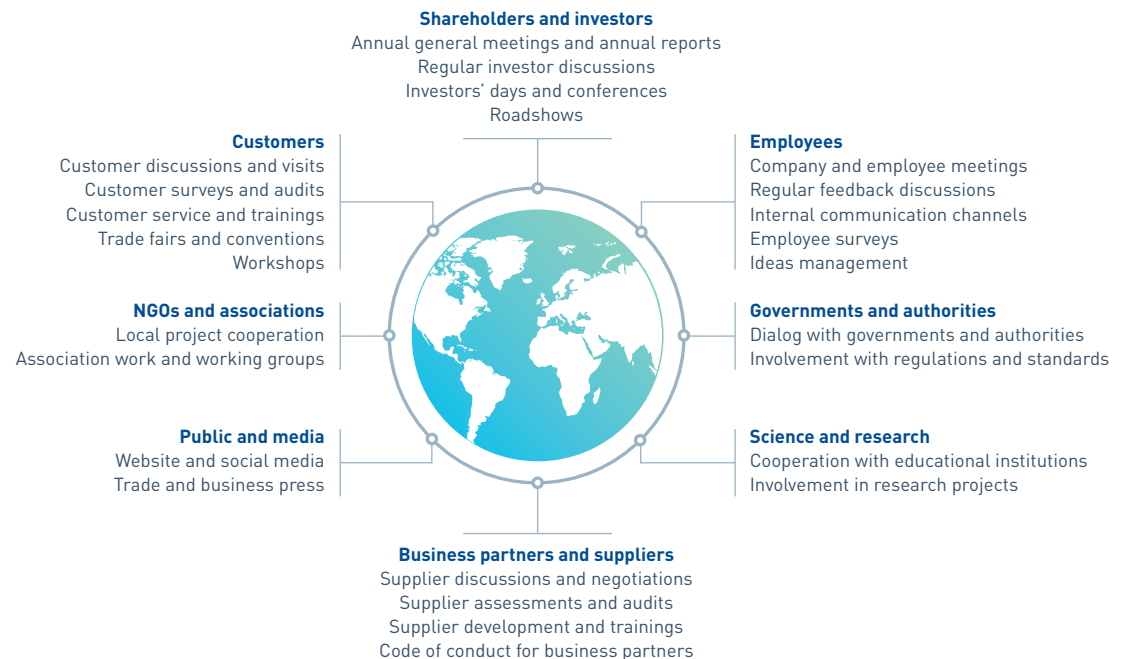 Shareholders and investors
Annual general meetings and annual reports
Regular investor discussions
Investors’ days and conferences
Roadshows
Customers
Customer discussions and visits
Customer surveys and audits
Customer service and trainings
Trade fairs and conventions
Workshops
Employees
Company and employee meetings
Regular feedback discussions
Internal communication channels
Employee surveys
Ideas management
NGOs and associations
Local project cooperation
Association work and working groups
Governments and authorities
Dialog with governments and authorities
Involvement with regulations and standards
Public and media
Website and social media
Trade and business press
Science and research
Cooperation with educational institutions
Involvement in research projects
Business partners and suppliers
Supplier discussions and negotiations
Supplier assessments and audits
Supplier development and trainings
Code of conduct for business partners